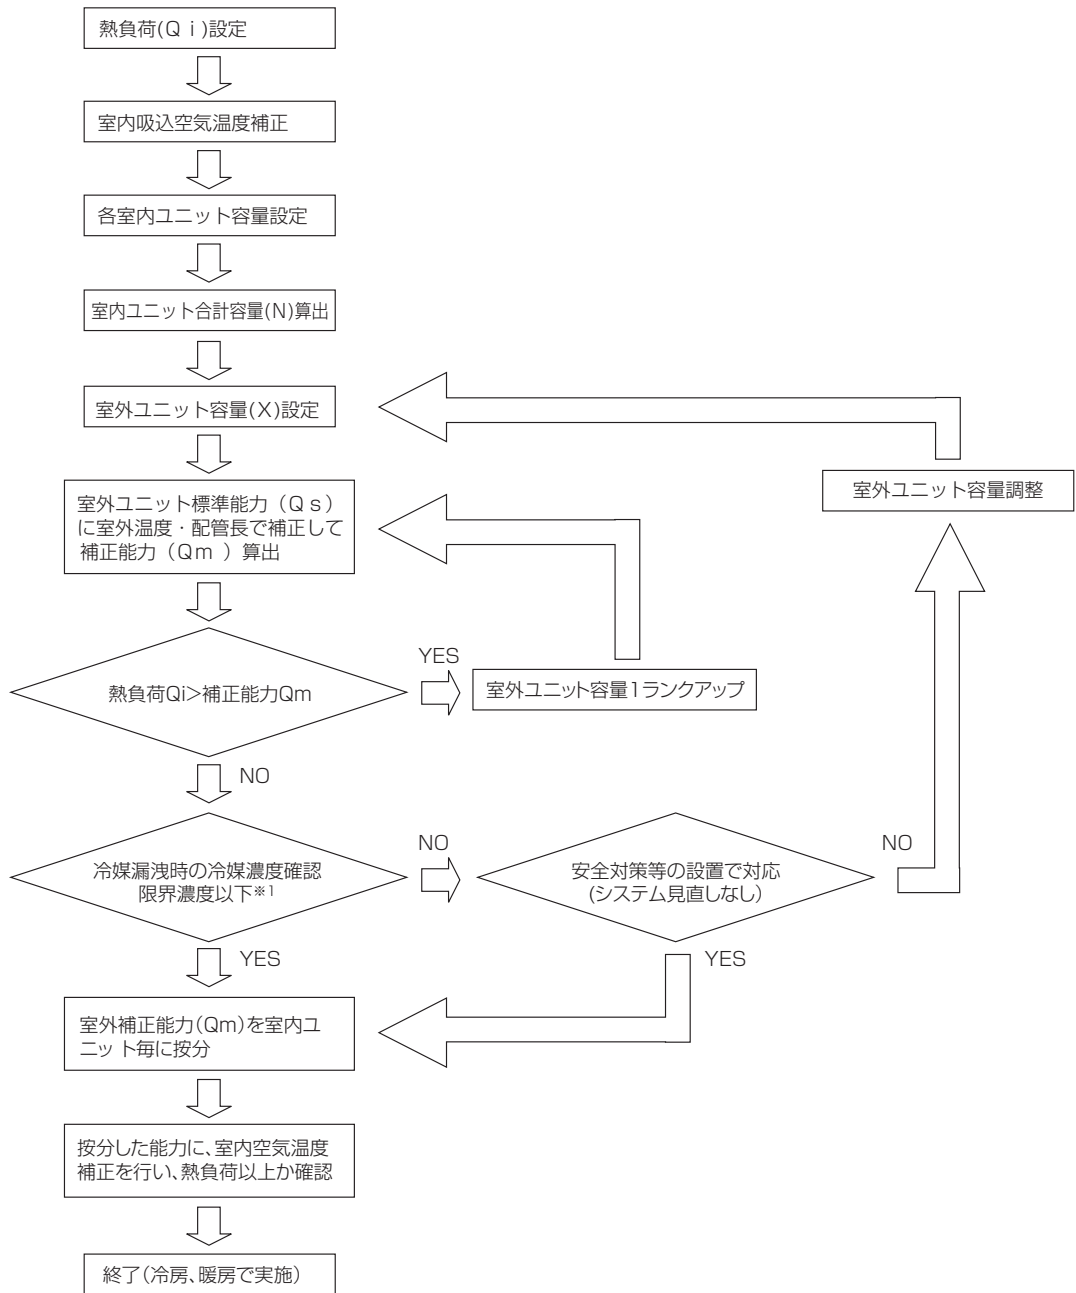 熱負荷(Ｑｉ)設定
室内吸込空気温度補正
各室内ユニット容量設定
室内ユニット合計容量(N)算出
室外ユニット容量(X)設定
室外ユニット容量調整
室外ユニット標準能力（Ｑｓ）
に室外温度・配管長で補正して
補正能力（Ｑｍ ）算出
YES
熱負荷Qi>補正能力Qm
室外ユニット容量1ランクアップ
NO
冷媒漏洩時の冷媒濃度確認
限界濃度以下※1
NO
安全対策等の設置で対応
(システム見直しなし）
NO
YES
YES
室外補正能力(Qm)を室内ユ
ニット毎に按分
按分した能力に、室内空気温度
補正を行い、熱負荷以上か確認
終了(冷房、暖房で実施）